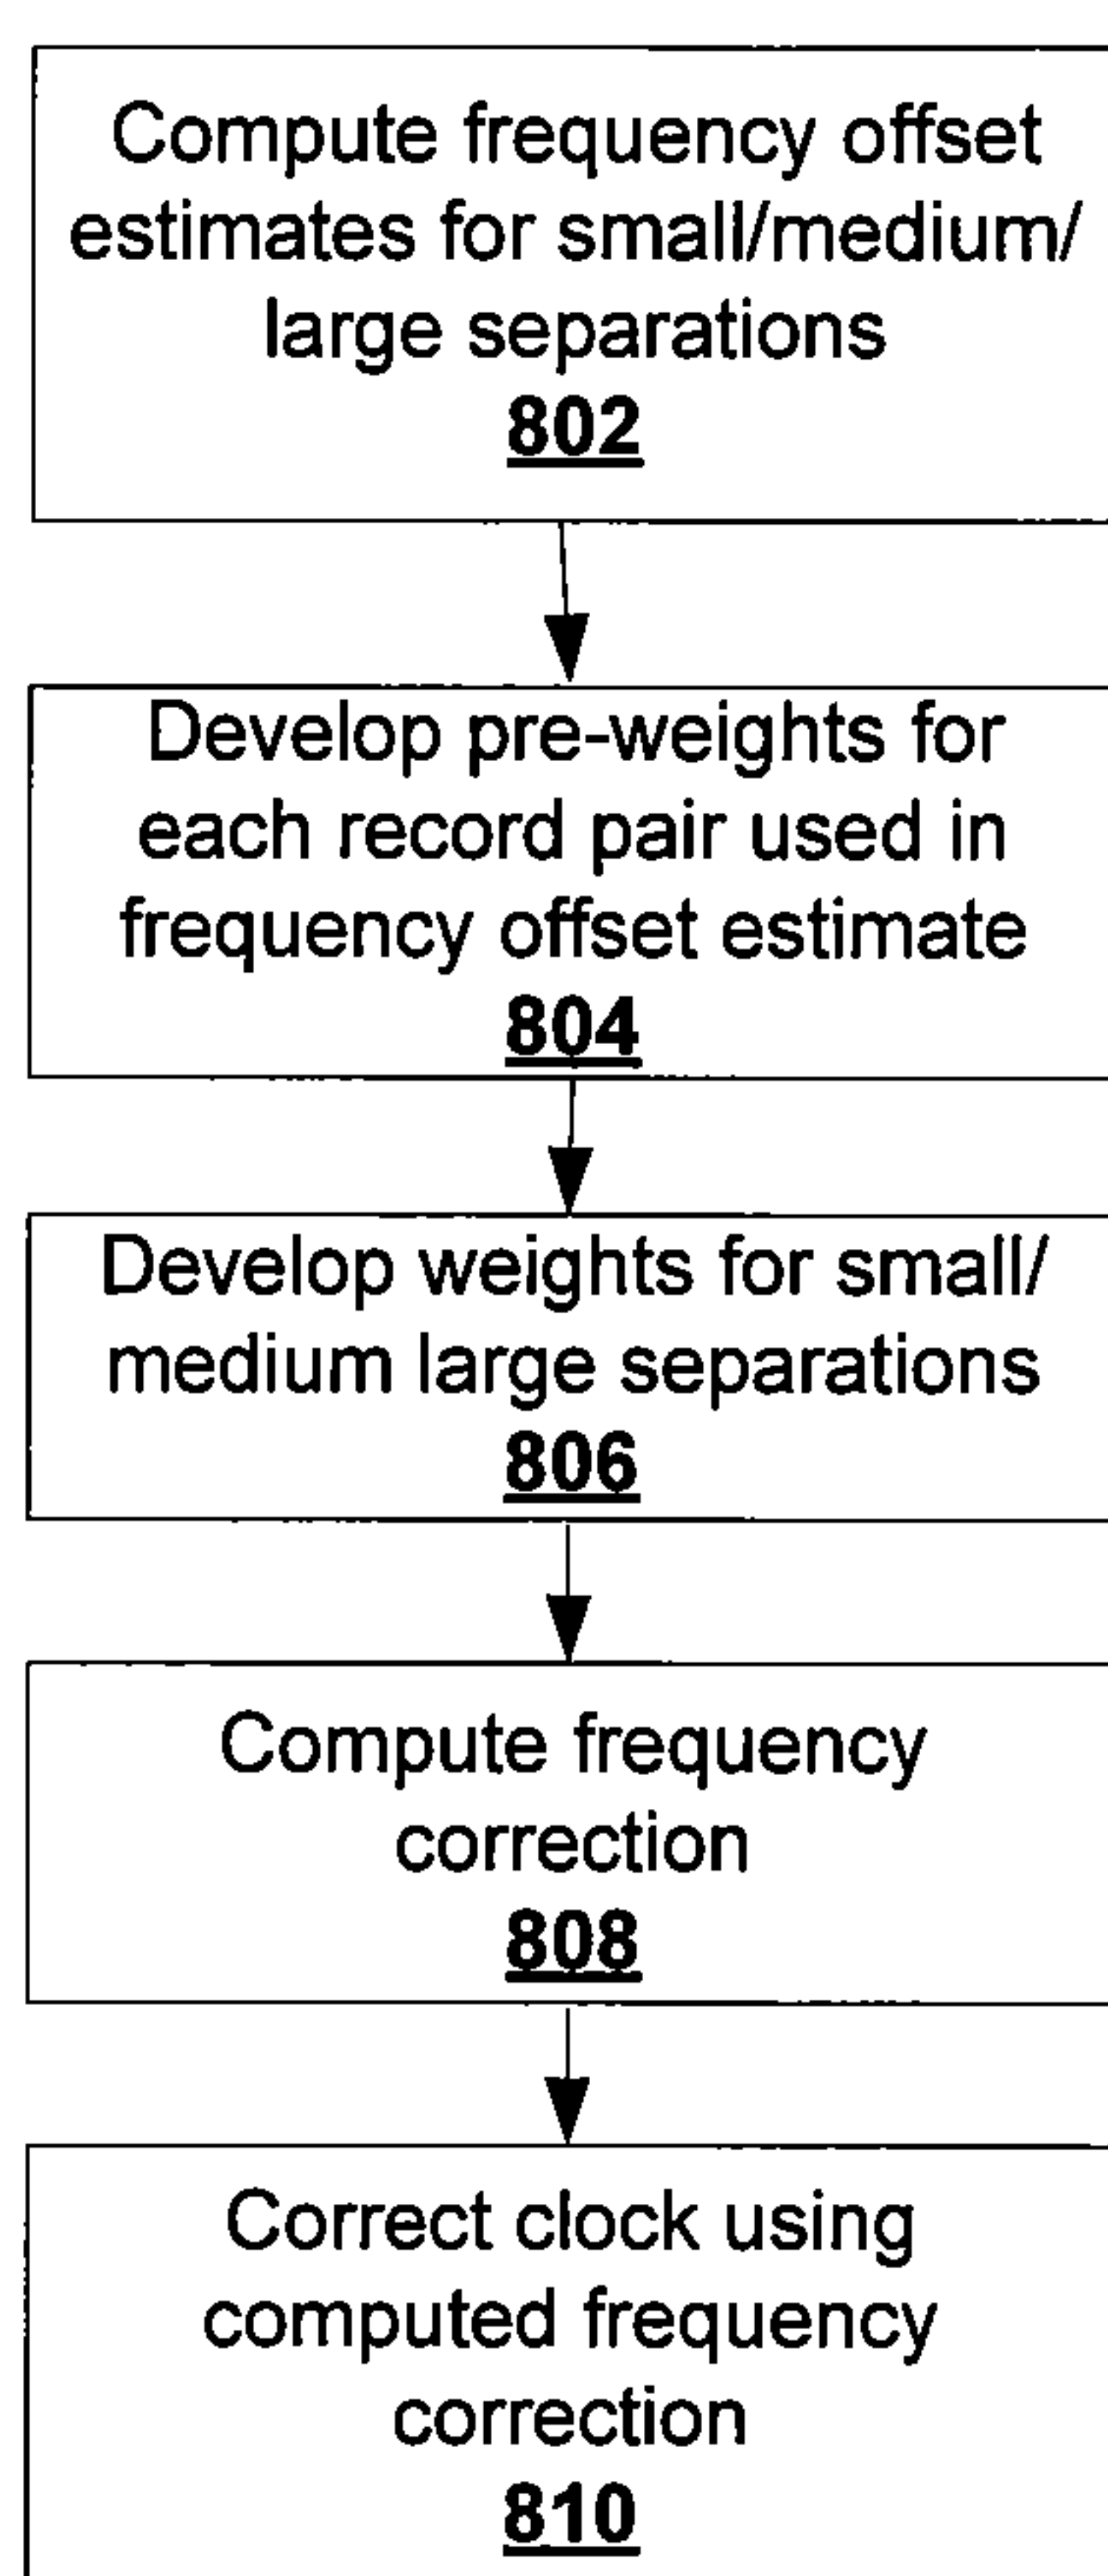 Compute frequency offset
estimates for small/medium/
large separations
802
Develop pre-weights for
each record pair used in
frequency offset estimate
804
Develop weights for small/
medium large separations
806
Compute frequency
correction
808
Correct clock using
computed frequency
correction
810